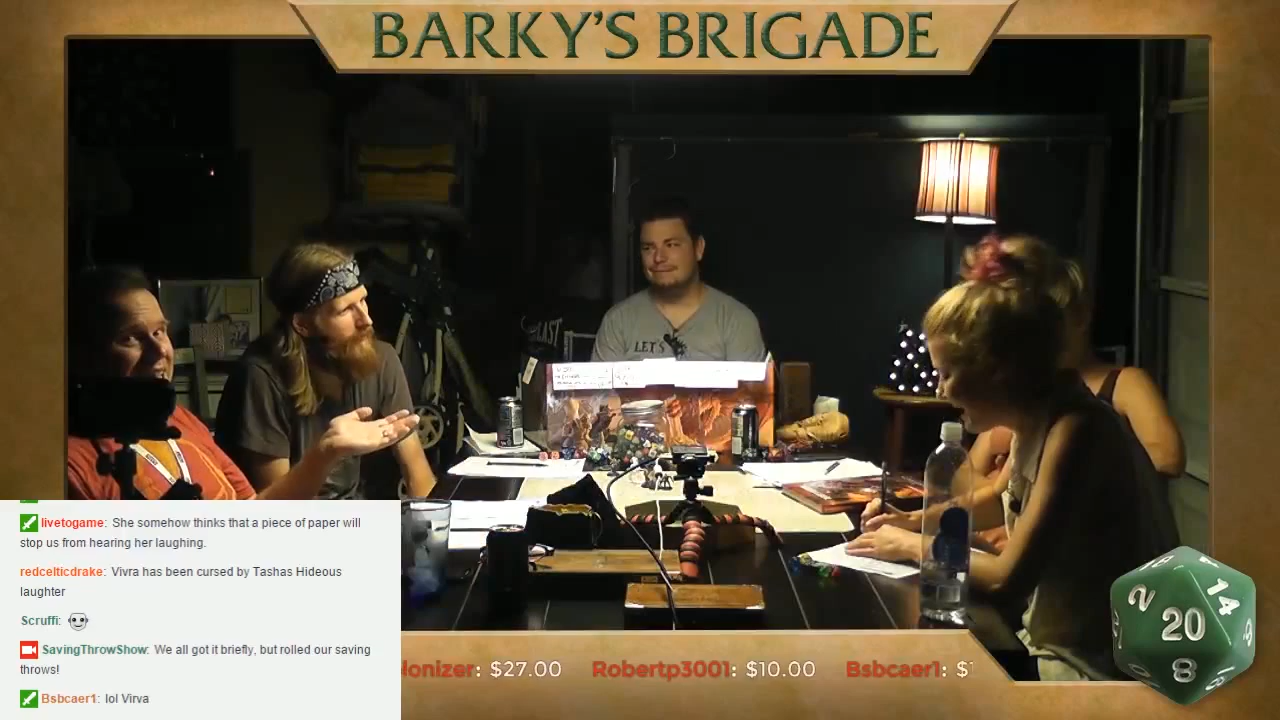 BARKY'S BRIGADE
LET'S
livetogame: She somehow thinks that a piece of paper will
stop us from hearing her laughing.
redcelticdrake: Vivra has been cursed by Tashas Hideous
laughter
Scruffi:
SavingThrowShow: We all got it briefly, but rolled our saving
throws!
Bsbcaer1: lol Virva
lonizer: $27.00 Robertp3001: $10.00 Bsbcaer1: $1
2
14
20
8